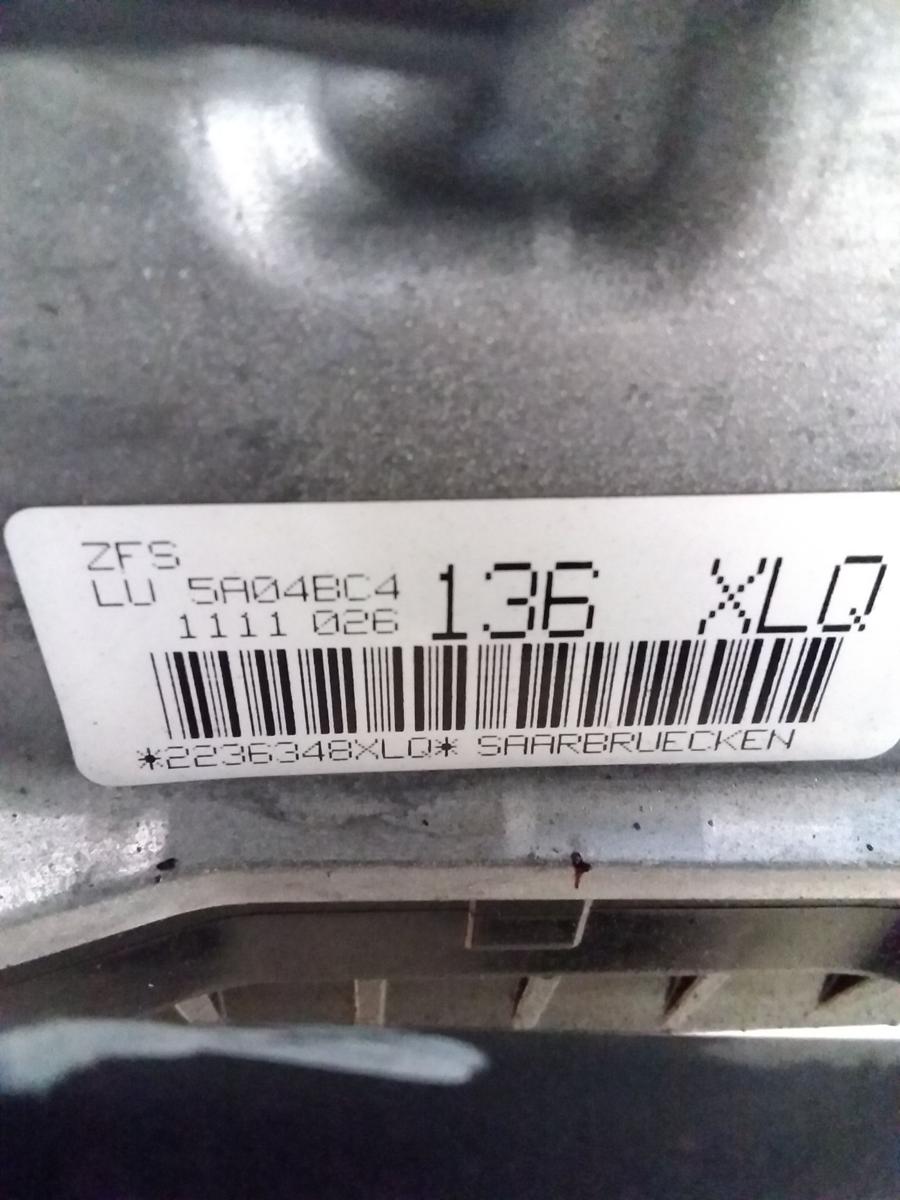 ZFS
LU 5A04BC4 136 XLQ
1111 026
*2236348XLQ* SAARBRUECKEN